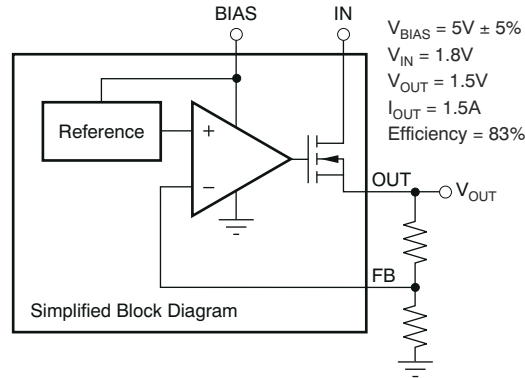 BIAS
IN
V_BIAS = 5V ± 5%
V_IN = 1.8V
V_OUT = 1.5V
I_OUT = 1.5A
Efficiency = 83%
Reference
+
−
OUT
V_OUT
FB
Simplified Block Diagram